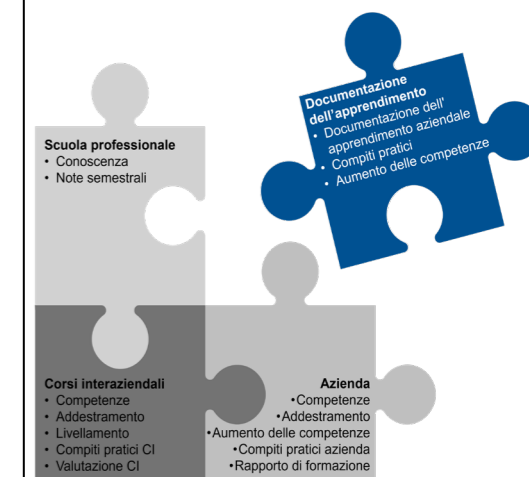 Documentazione
dell'apprendimento
• Documentazione dell'
apprendimento aziendale
• Compiti pratici
• Aumento delle competenze
Scuola professionale
• Conoscenza
• Note semestrali
Corsi interaziendali
• Competenze
• Addestramento
• Livellamento
• Compiti pratici CI
• Valutazione CI
Azienda
•Competenze
•Addestramento
•Aumento delle competenze
•Compiti pratici azienda
•Rapporto di formazione